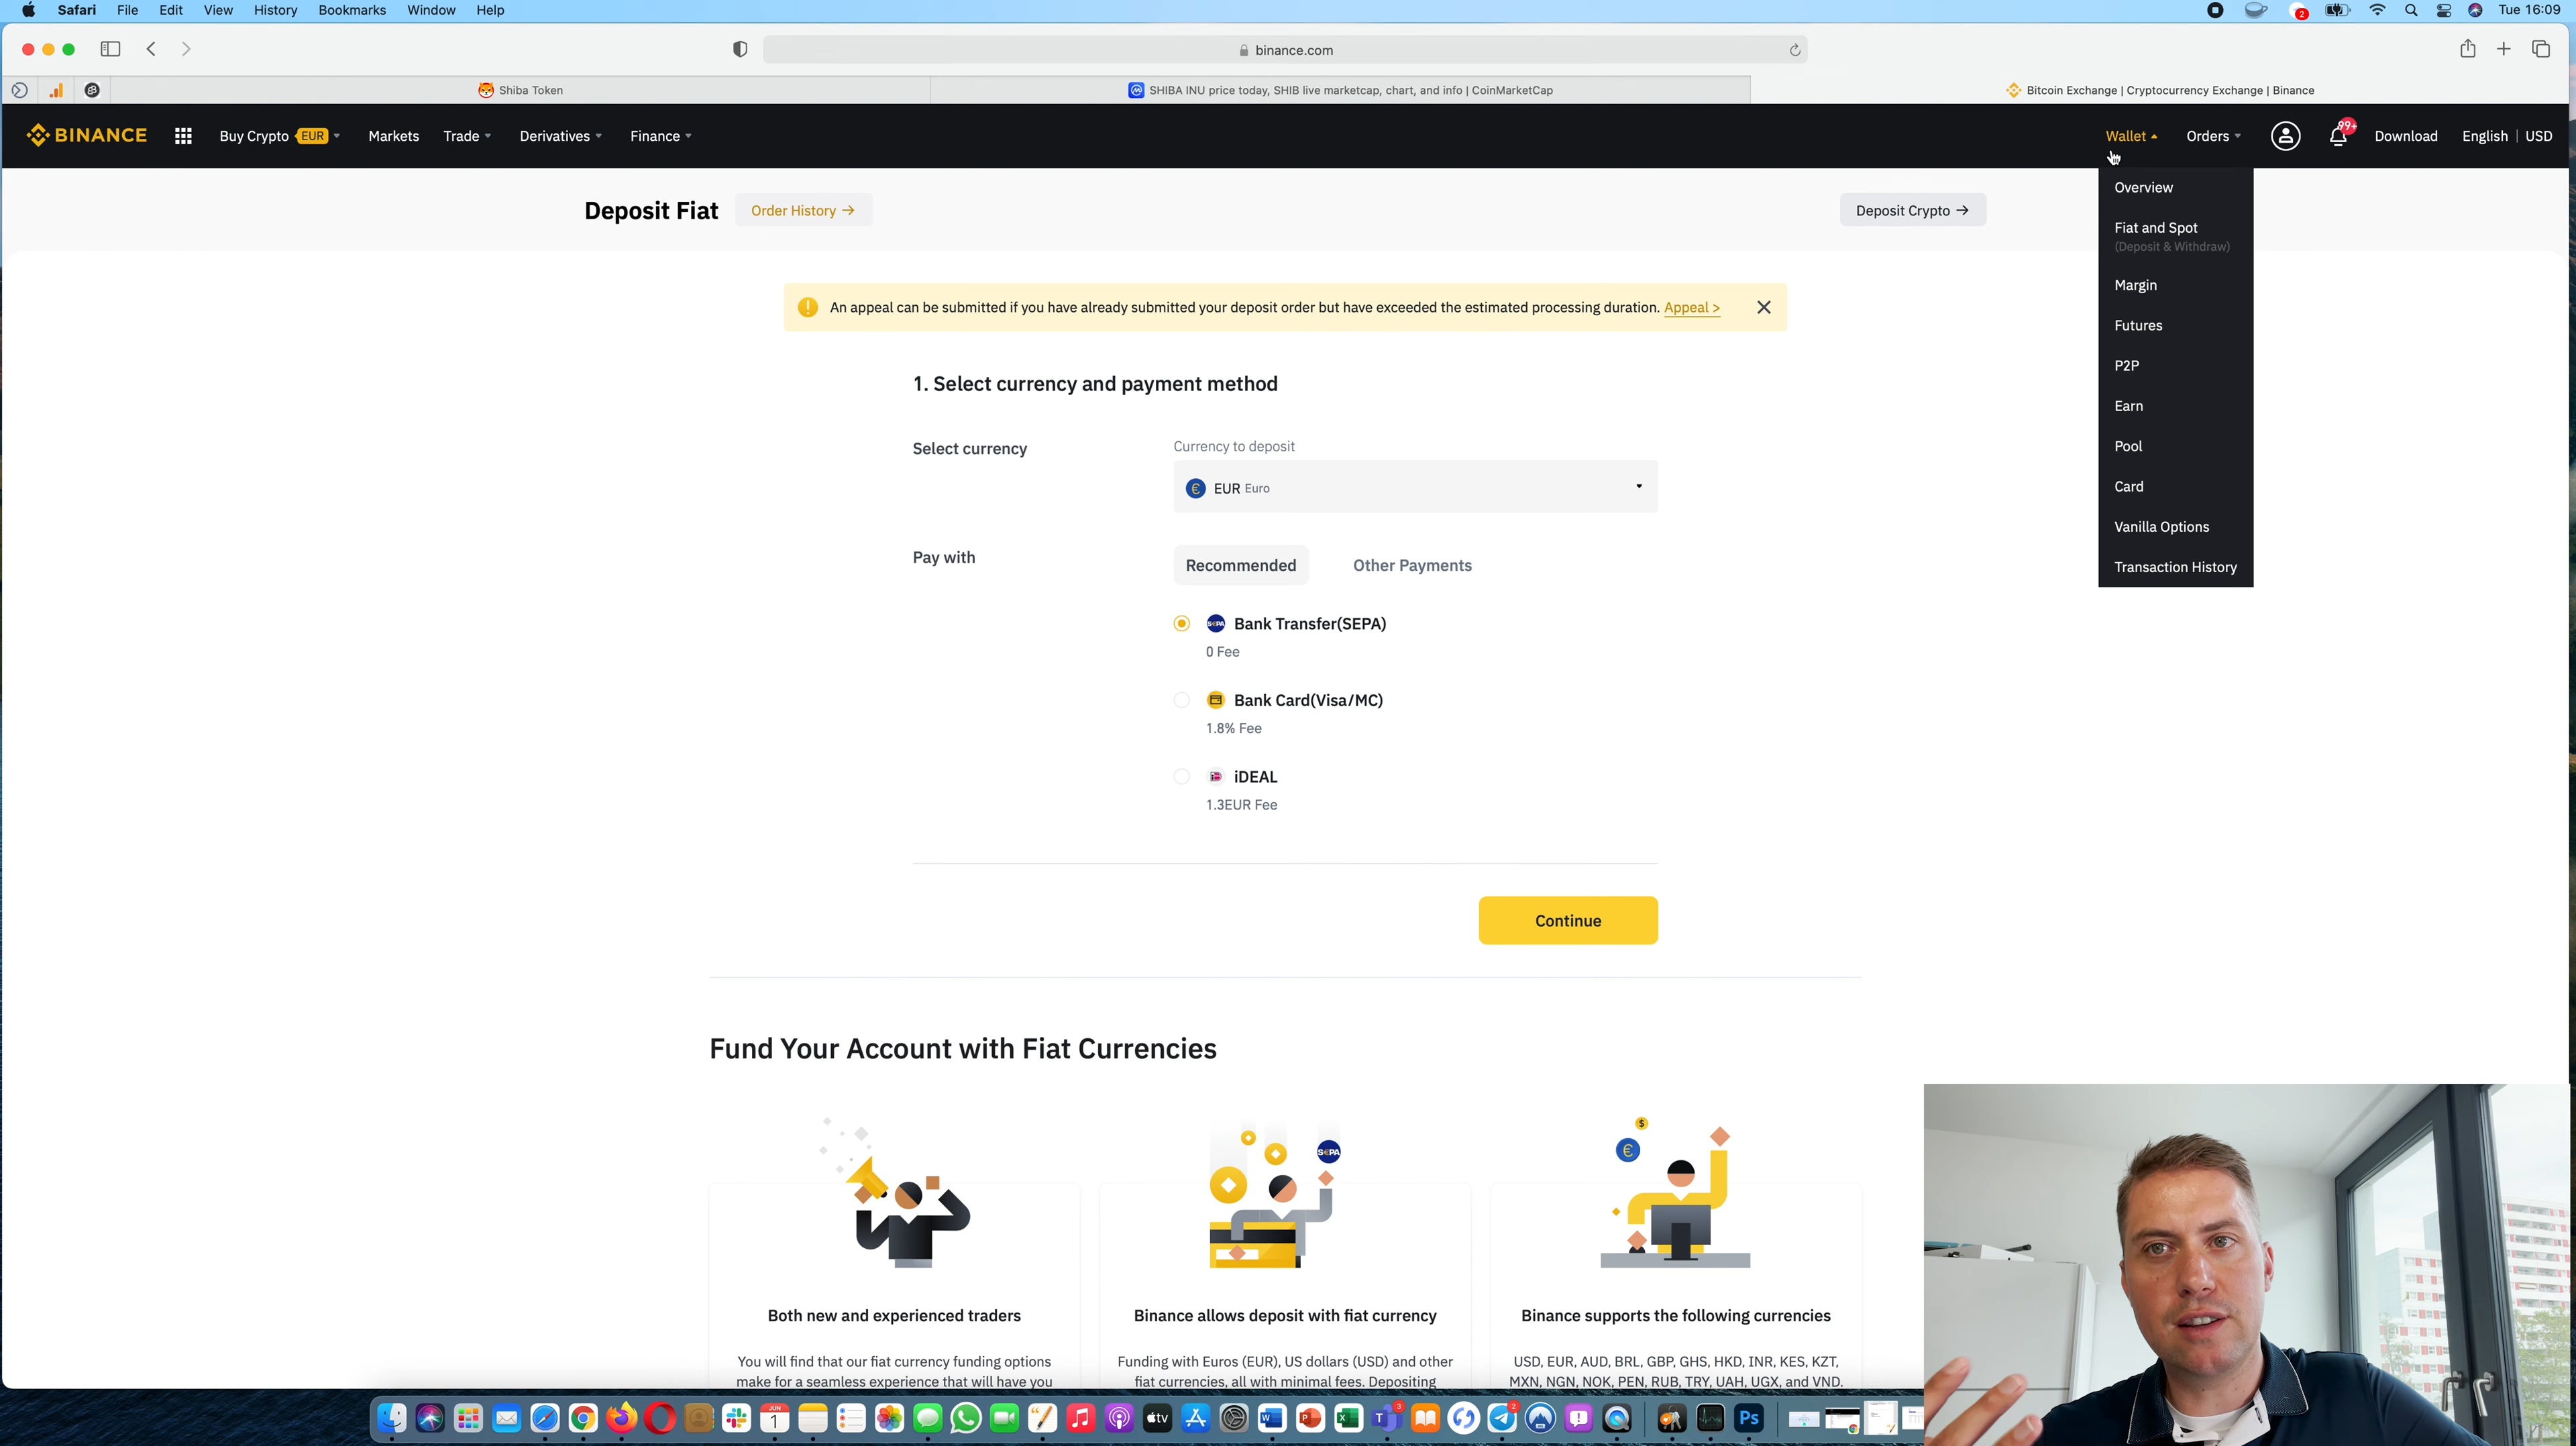 Safari File Edit View History Bookmarks Window Help
2
Tue 16:09
binance.com
Shiba Token
SHIBA INU price today, SHIB live marketcap, chart, and info | CoinMarketCap
Bitcoin Exchange | Cryptocurrency Exchange | Binance
BINANCE
Buy Crypto EUR
Markets
Trade
Derivatives
Finance
Wallet
Orders
99+
Download
English | USD
Deposit Fiat
Order History →
Deposit Crypto →
Overview
Fiat and Spot
(Deposit & Withdraw)
Margin
Futures
P2P
Earn
Pool
Card
Vanilla Options
Transaction History
An appeal can be submitted if you have already submitted your deposit order but have exceeded the estimated processing duration. Appeal >
1. Select currency and payment method
Select currency
Currency to deposit
EUR Euro
Pay with
Recommended
Other Payments
SEPA Bank Transfer(SEPA)
0 Fee
Bank Card(Visa/MC)
1.8% Fee
iDEAL
1.3EUR Fee
Continue
Fund Your Account with Fiat Currencies
SEPA
Both new and experienced traders
Binance allows deposit with fiat currency
Binance supports the following currencies
You will find that our fiat currency funding options
make for a seamless experience that will have you
Funding with Euros (EUR), US dollars (USD) and other
fiat currencies, all with minimal fees. Depositing
USD, EUR, AUD, BRL, GBP, GHS, HKD, INR, KES, KZT,
MXN, NGN, NOK, PEN, RUB, TRY, UAH, UGX, and VND.
JUN
1
tv
W
P
X
T
3
2
Ps